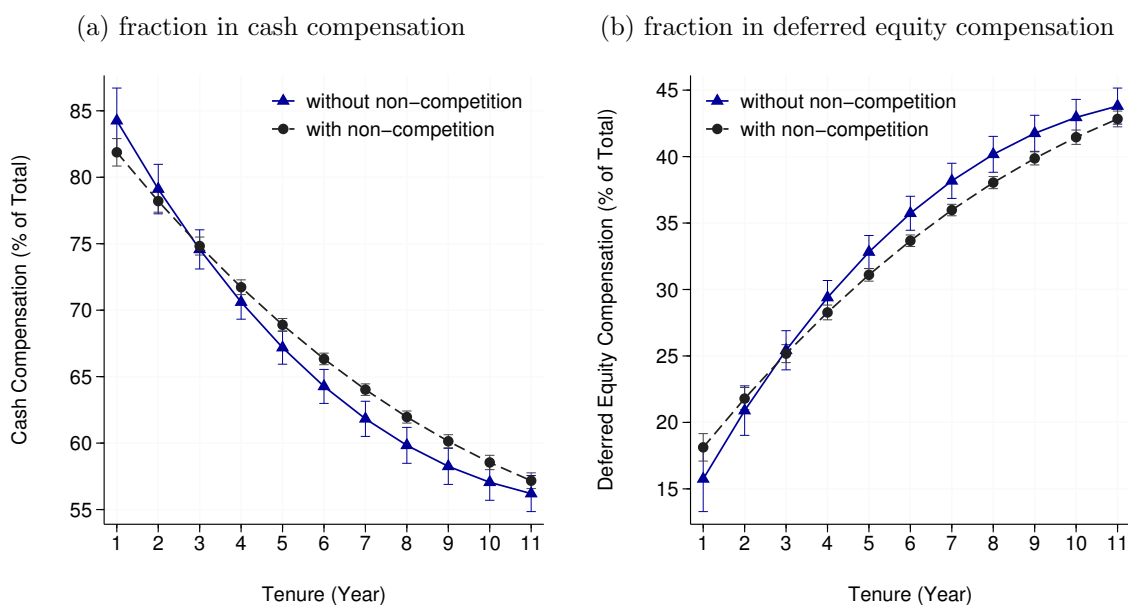 (a) fraction in cash compensation
85
80
75
70
65
60
55
Cash Compensation (% of Total)
without non−competition
with non−competition
1 2 3 4 5 6 7 8 9 10 11
Tenure (Year)
(b) fraction in deferred equity compensation
45
40
35
30
25
20
15
Deferred Equity Compensation (% of Total)
without non−competition
with non−competition
1 2 3 4 5 6 7 8 9 10 11
Tenure (Year)